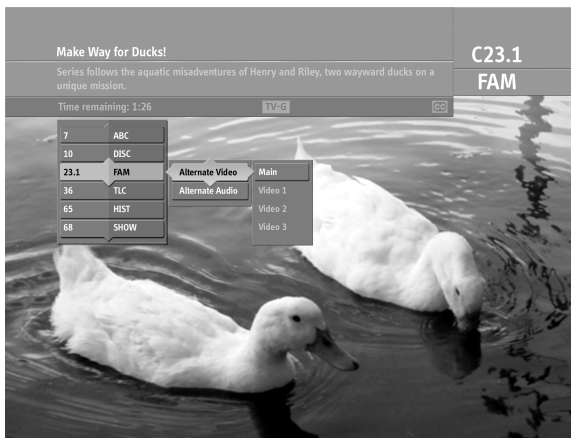 Make Way for Ducks!
C23.1
Series follows the aquatic misadventures of Henry and Riley, two wayward ducks on a
unique mission.
FAM
Time remaining: 1:26 TV-G CC
7 ABC
10 DISC
23.1 FAM Alternate Video Main
36 TLC Alternate Audio Video 1
65 HIST Video 2
68 SHOW Video 3